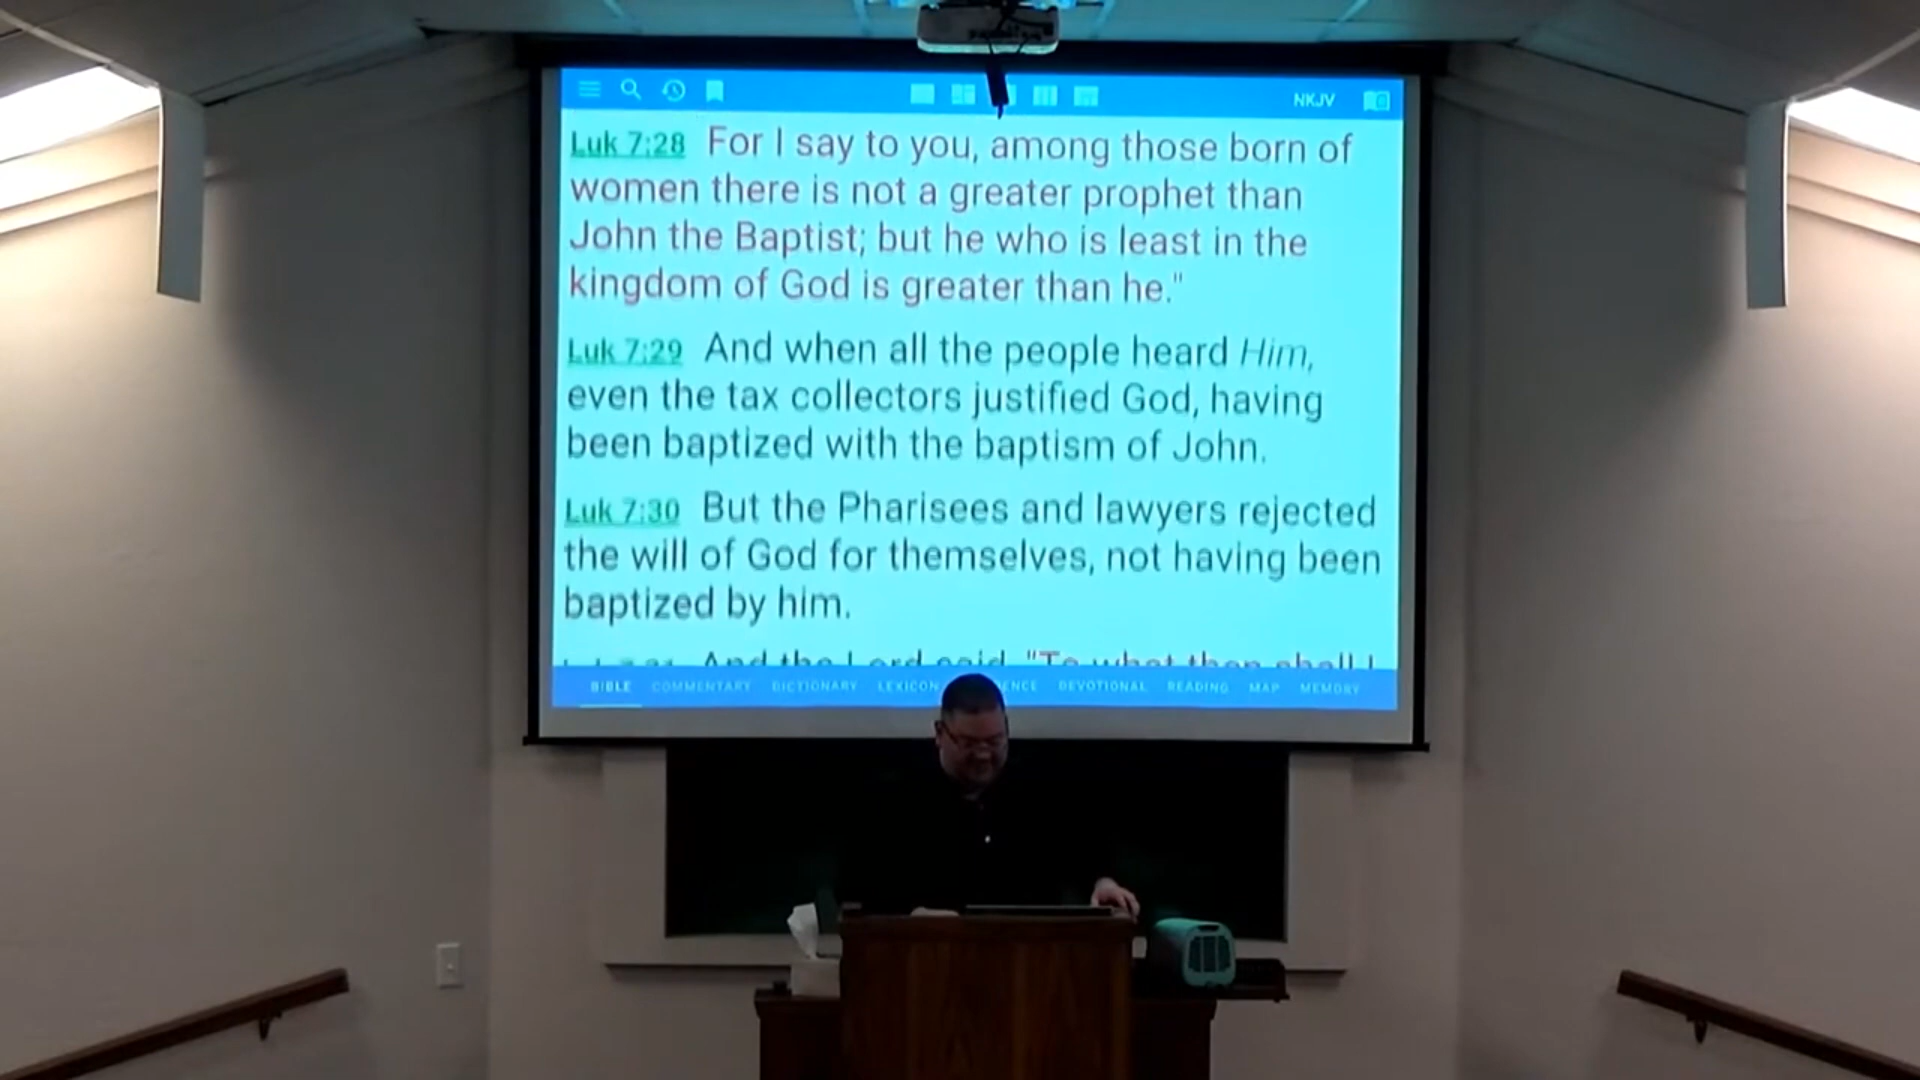 NKJV
Luk 7:28 For I say to you, among those born of
women there is not a greater prophet than
John the Baptist; but he who is least in the
kingdom of God is greater than he."
Luk 7:29 And when all the people heard Him,
even the tax collectors justified God, having
been baptized with the baptism of John.
Luk 7:30 But the Pharisees and lawyers rejected
the will of God for themselves, not having been
baptized by him.
And the Lord said, "To what then shall I
BIBLE COMMENTARY DICTIONARY LEXICON DEVOTIONAL READING MAP MEMORY